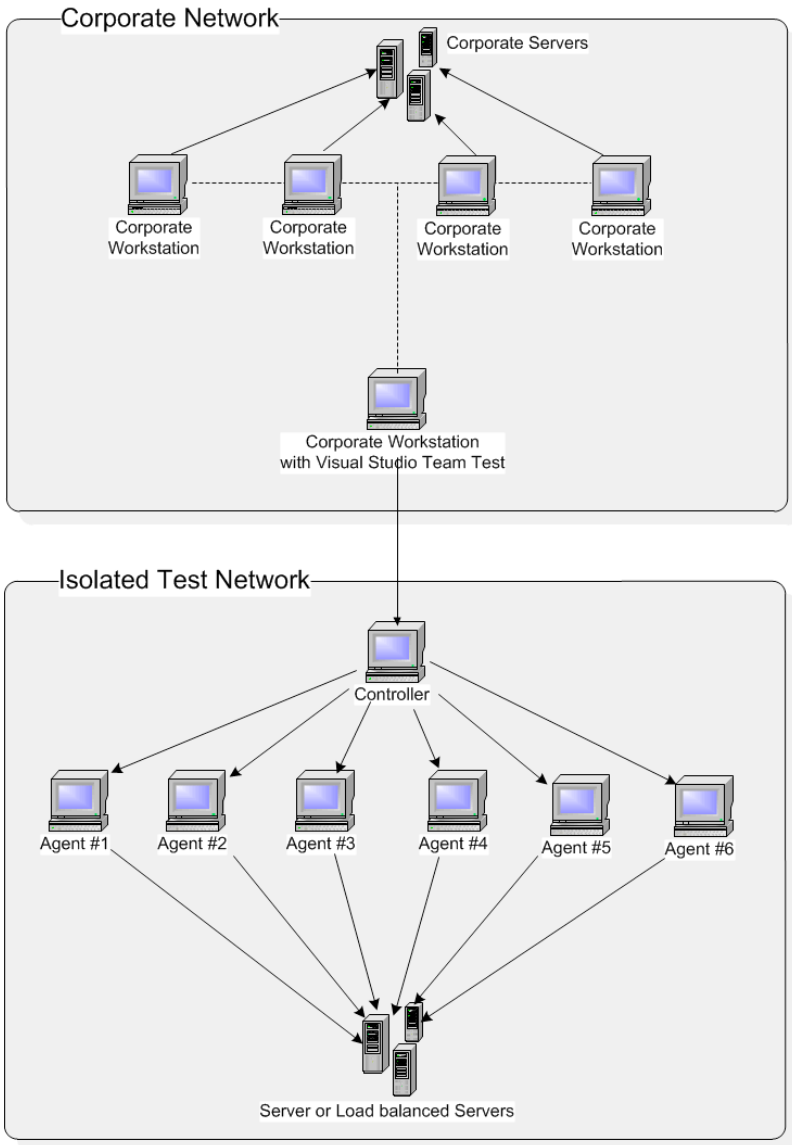 Corporate Network
Corporate Servers
Corporate
Workstation
Corporate
Workstation
Corporate
Workstation
Corporate
Workstation
Corporate Workstation
with Visual Studio Team Test
Isolated Test Network
Controller
Agent #1
Agent #2
Agent #3
Agent #4
Agent #5
Agent #6
Server or Load balanced Servers